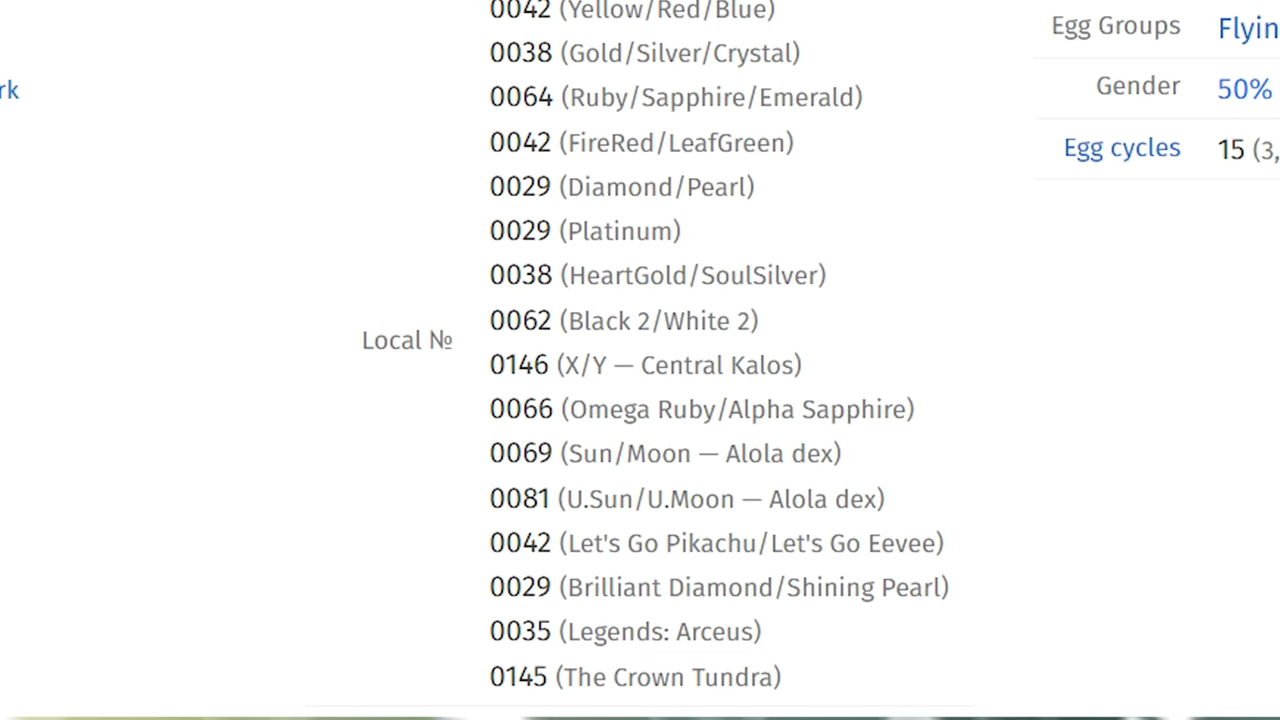 rk
Local №
0042 (Yellow/Red/Blue)
0038 (Gold/Silver/Crystal)
0064 (Ruby/Sapphire/Emerald)
0042 (FireRed/LeafGreen)
0029 (Diamond/Pearl)
0029 (Platinum)
0038 (HeartGold/SoulSilver)
0062 (Black 2/White 2)
0146 (X/Y — Central Kalos)
0066 (Omega Ruby/Alpha Sapphire)
0069 (Sun/Moon — Alola dex)
0081 (U.Sun/U.Moon — Alola dex)
0042 (Let's Go Pikachu/Let's Go Eevee)
0029 (Brilliant Diamond/Shining Pearl)
0035 (Legends: Arceus)
0145 (The Crown Tundra)
Egg Groups Flyin
Gender 50%
Egg cycles 15 (3,